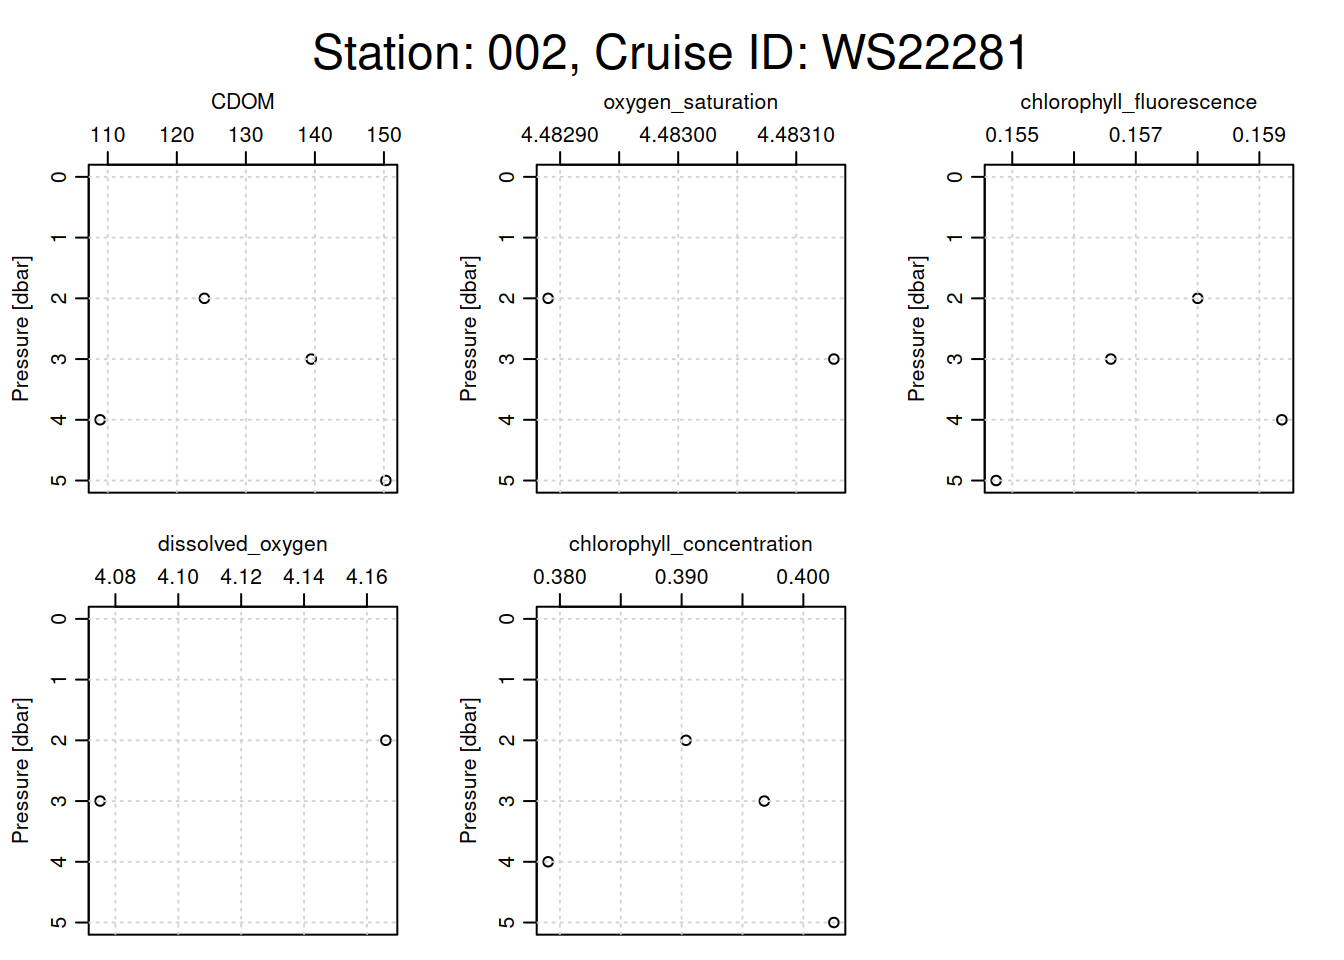 Station: 002, Cruise ID: WS22281
CDOM
110 120 130 140 150
Pressure [dbar]
0
1
2
3
4
5
oxygen_saturation
4.48290 4.48300 4.48310
Pressure [dbar]
0
1
2
3
4
5
chlorophyll_fluorescence
0.155 0.157 0.159
Pressure [dbar]
0
1
2
3
4
5
dissolved_oxygen
4.08 4.10 4.12 4.14 4.16
Pressure [dbar]
0
1
2
3
4
5
chlorophyll_concentration
0.380 0.390 0.400
Pressure [dbar]
0
1
2
3
4
5